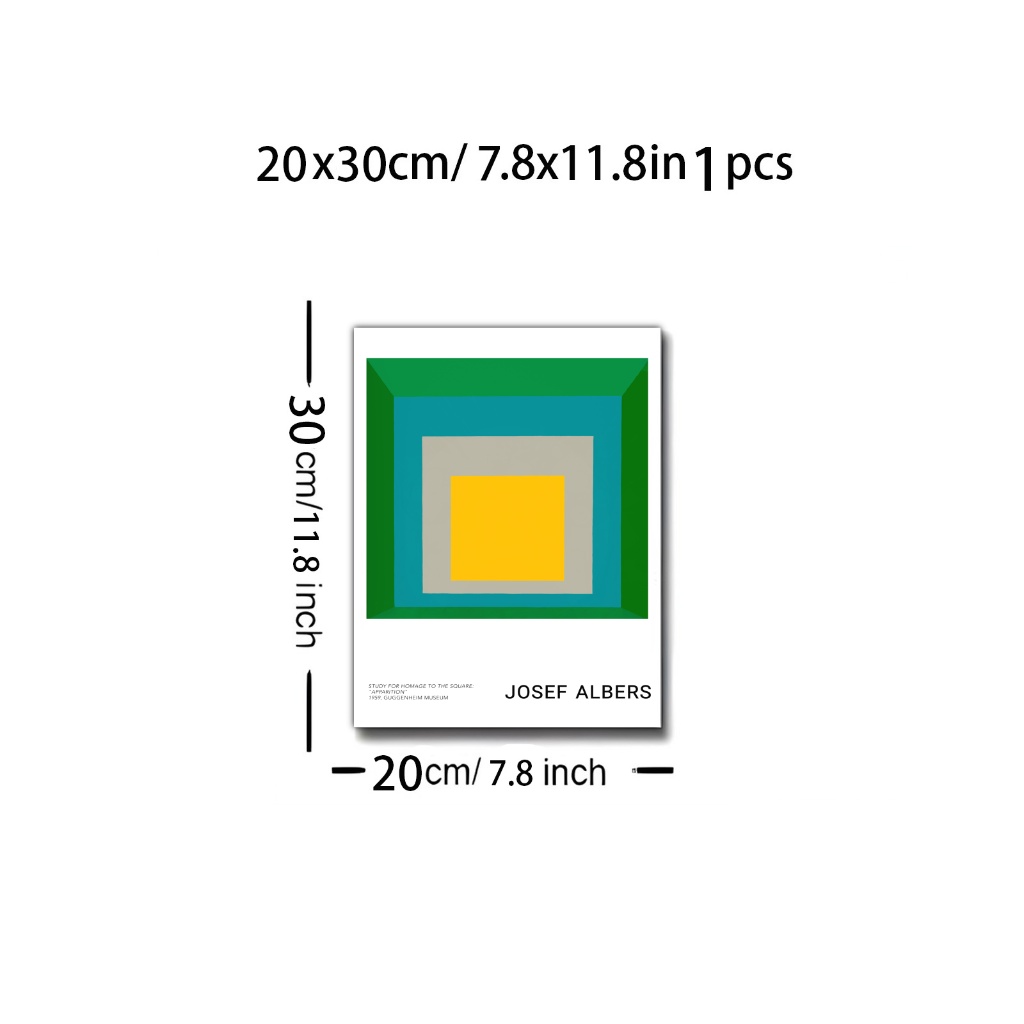 20x30cm/ 7.8x11.8in 1 pcs
30cm/11.8 inch
STUDY FOR HOMAGE TO THE SQUARE:
"APPARITION"
1959, GUGGENHEIM MUSEUM
JOSEF ALBERS
20cm/ 7.8 inch